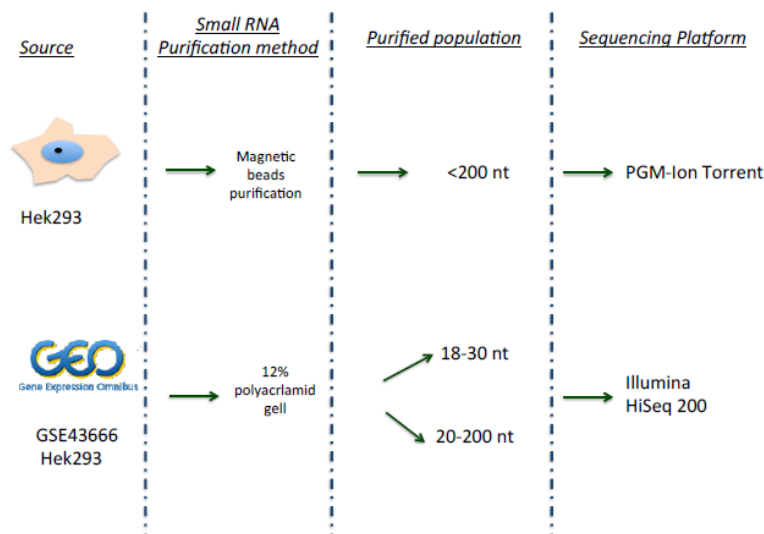 Source
Small RNA
Purification method
Purified population
Sequencing Platform
Hek293
Magnetic
beads
purification
<200 nt
PGM-Ion Torrent
GEO
Gene Expression Omnibus
GSE43666
Hek293
12%
polyacrlamid
gell
18-30 nt
20-200 nt
Illumina
HiSeq 200